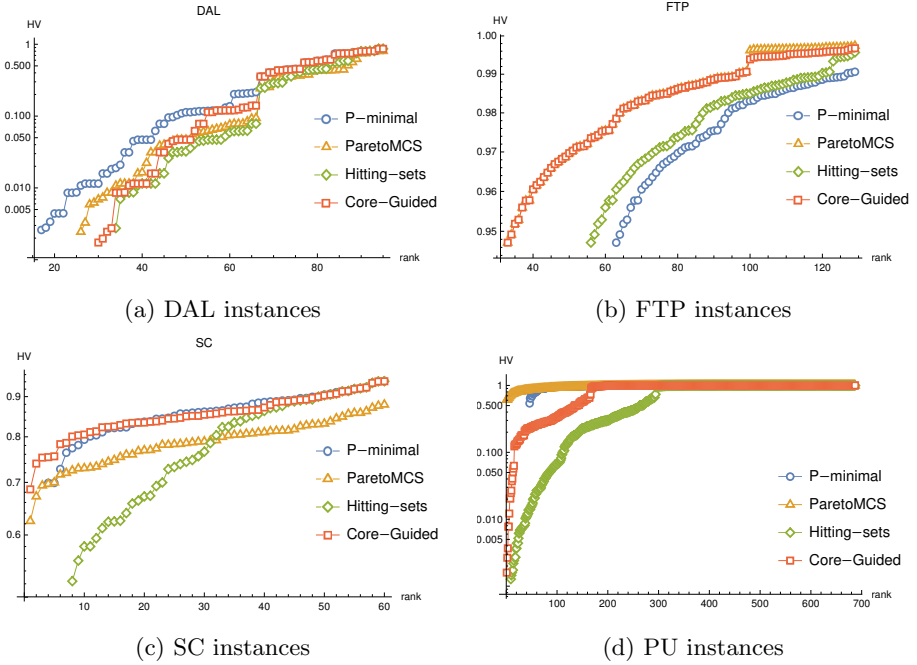 DAL
HV
1
0.500
0.100
0.050
0.010
0.005
20
40
60
80
rank
P-minimal
ParetoMCS
Hitting-sets
Core-Guided
(a) DAL instances
FTP
HV
1.00
0.99
0.98
0.97
0.96
0.95
40
60
80
100
120
rank
P-minimal
ParetoMCS
Hitting-sets
Core-Guided
(b) FTP instances
SC
HV
0.9
0.8
0.7
0.6
10
20
30
40
50
60
rank
P-minimal
ParetoMCS
Hitting-sets
Core-Guided
(c) SC instances
HV
1
0.500
0.100
0.050
0.010
0.005
100
200
300
400
500
600
700
rank
P-minimal
ParetoMCS
Hitting-sets
Core-Guided
(d) PU instances